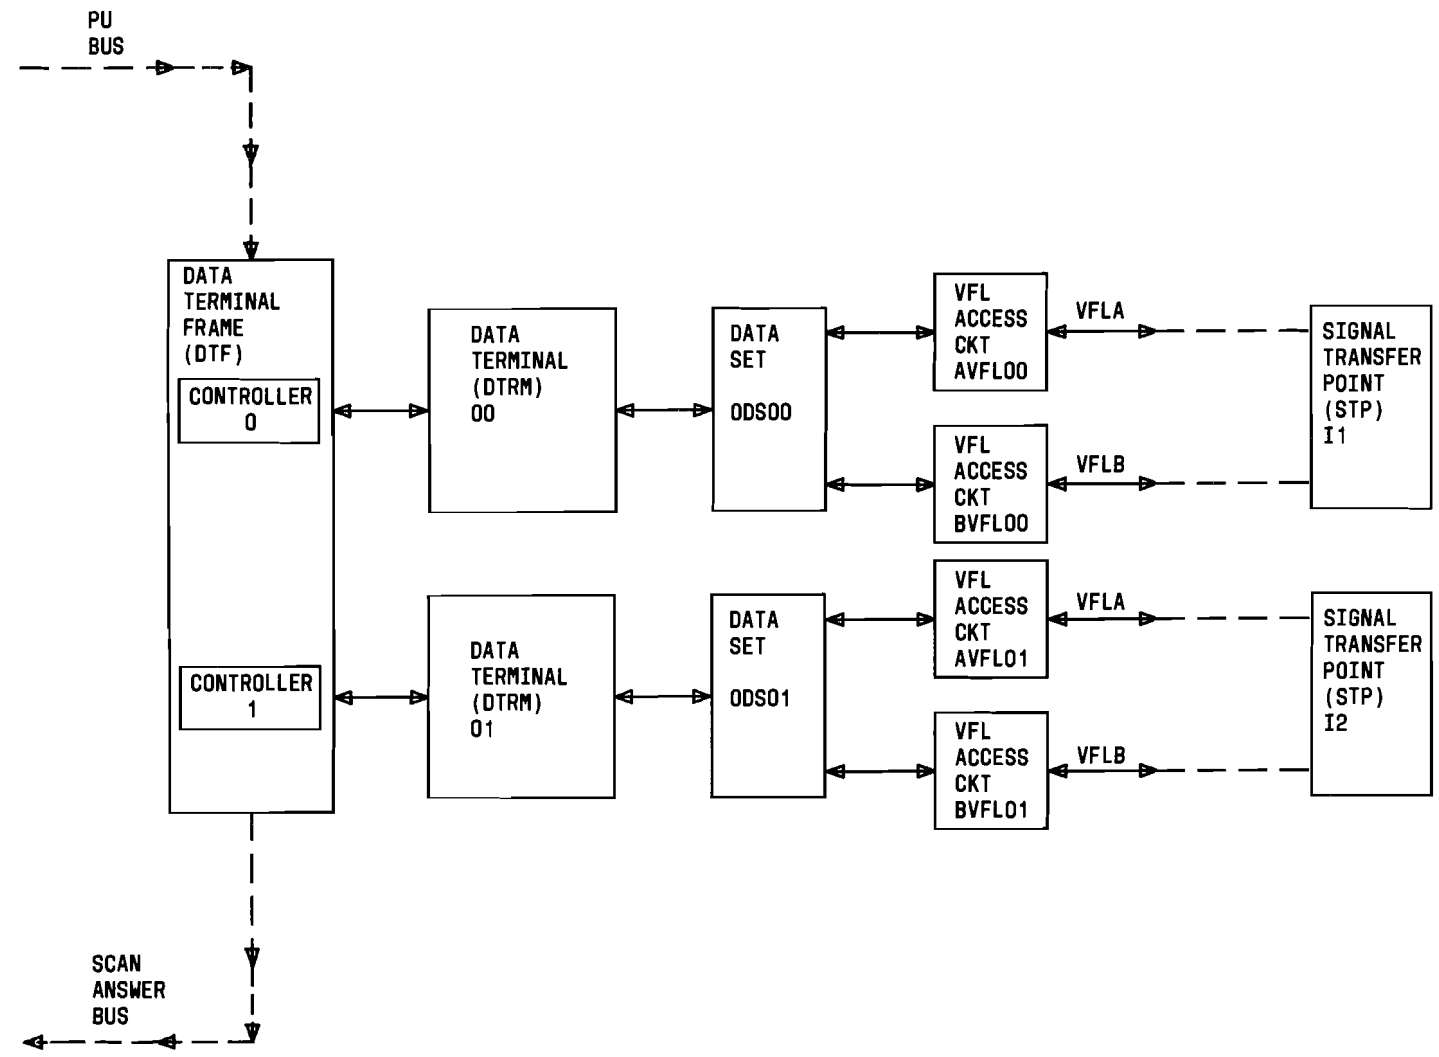 PU
BUS
DATA
TERMINAL
FRAME
(DTF)
CONTROLLER
0
DATA
TERMINAL
(DTRM)
00
DATA
SET
ODS00
VFL
ACCESS
CKT
AVFL00
VFLA
VFL
ACCESS
CKT
BVFL00
VFLB
SIGNAL
TRANSFER
POINT
(STP)
I1
CONTROLLER
1
DATA
TERMINAL
(DTRM)
01
DATA
SET
ODS01
VFL
ACCESS
CKT
AVFL01
VFLA
VFL
ACCESS
CKT
BVFL01
VFLB
SIGNAL
TRANSFER
POINT
(STP)
I2
SCAN
ANSWER
BUS